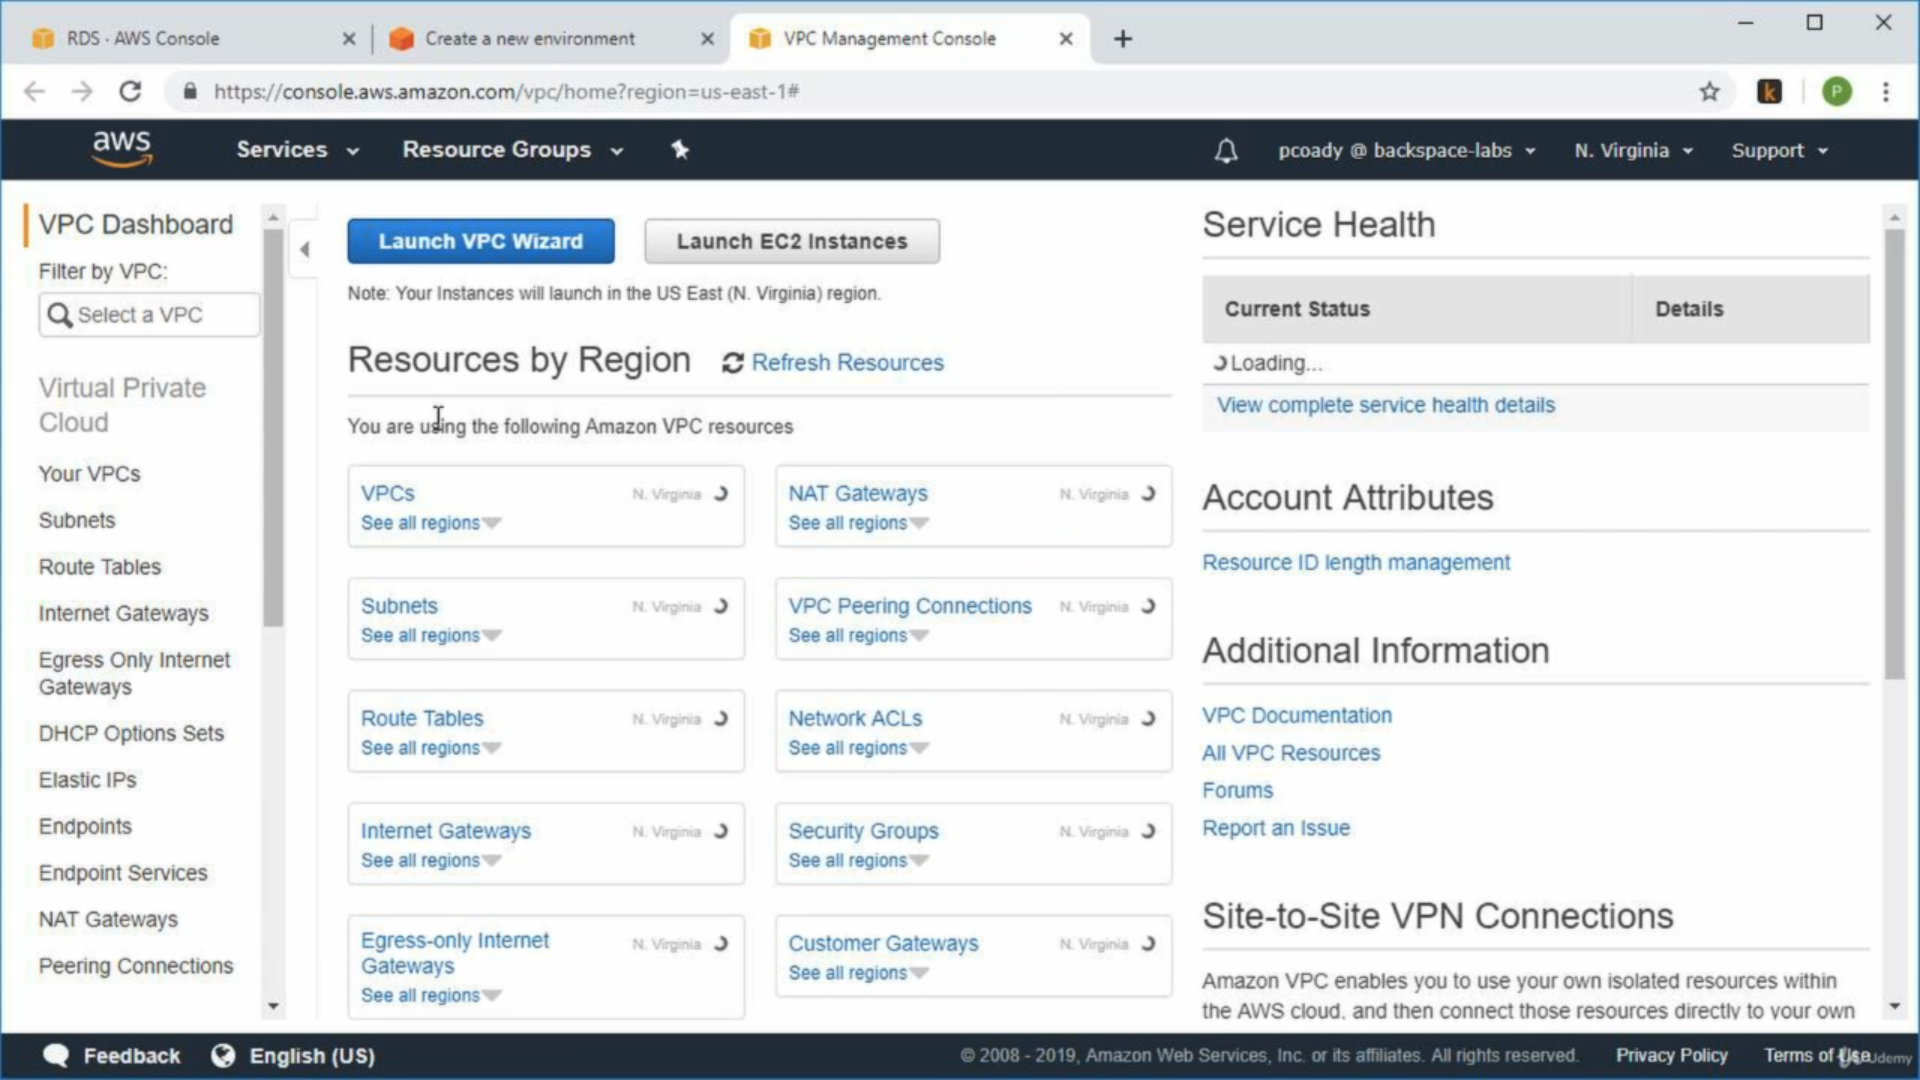 RDS · AWS Console
Create a new environment
VPC Management Console
https://console.aws.amazon.com/vpc/home?region=us-east-1#
k
P
aws
Services
Resource Groups
pcoady @ backspace-labs
N. Virginia
Support
VPC Dashboard
Filter by VPC:
Select a VPC
Virtual Private
Cloud
Your VPCs
Subnets
Route Tables
Internet Gateways
Egress Only Internet
Gateways
DHCP Options Sets
Elastic IPs
Endpoints
Endpoint Services
NAT Gateways
Peering Connections
Launch VPC Wizard
Launch EC2 Instances
Note: Your Instances will launch in the US East (N. Virginia) region.
Resources by Region
Refresh Resources
You are using the following Amazon VPC resources
VPCs
N. Virginia
See all regions
NAT Gateways
N. Virginia
See all regions
Subnets
N. Virginia
See all regions
VPC Peering Connections
N. Virginia
See all regions
Route Tables
N. Virginia
See all regions
Network ACLs
N. Virginia
See all regions
Internet Gateways
N. Virginia
See all regions
Security Groups
N. Virginia
See all regions
Egress-only Internet
Gateways
N. Virginia
See all regions
Customer Gateways
N. Virginia
See all regions
Service Health
Current Status
Details
Loading...
View complete service health details
Account Attributes
Resource ID length management
Additional Information
VPC Documentation
All VPC Resources
Forums
Report an Issue
Site-to-Site VPN Connections
Amazon VPC enables you to use your own isolated resources within
the AWS cloud, and then connect those resources directly to your own
Feedback
English (US)
© 2008 - 2019, Amazon Web Services, Inc. or its affiliates. All rights reserved.
Privacy Policy
Terms of Use
Udemy